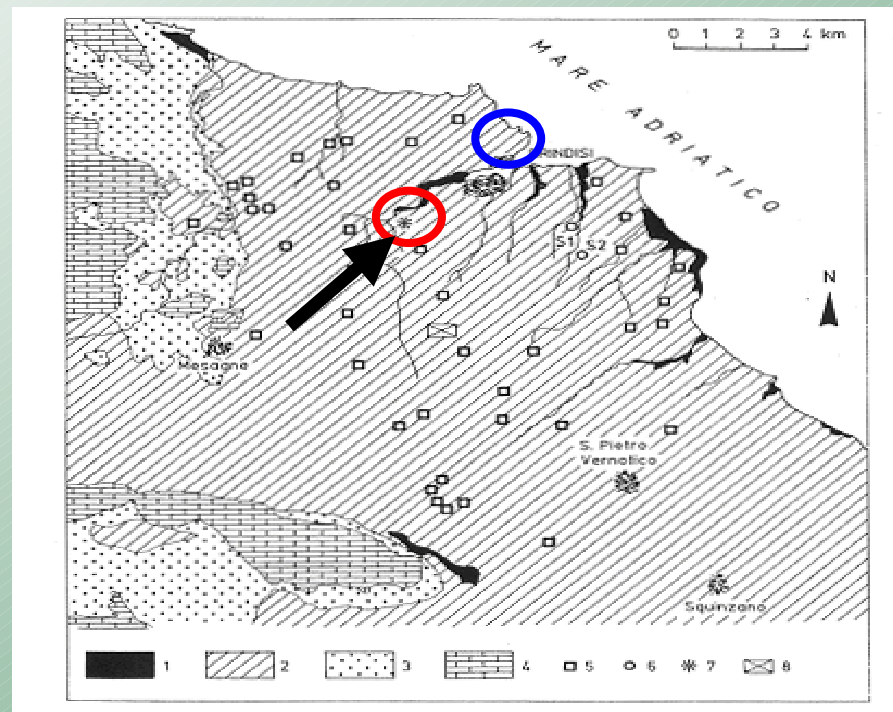 0 1 2 3 4 km
MARE ADRIATICO
BRINDISI
S1
S2
N
Mesagne
S. Pietro
Vernotico
Squinzano
1 2 3 4 5 6 7 8